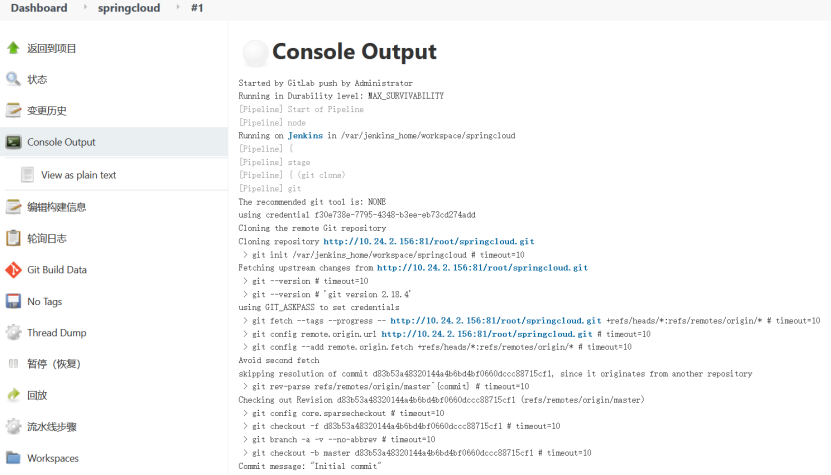 Dashboard springcloud #1
返回到项目
状态
变更历史
Console Output
View as plain text
编辑构建信息
轮询日志
Git Build Data
No Tags
Thread Dump
暂停（恢复）
回放
流水线步骤
Workspaces
Console Output
Started by GitLab push by Administrator
Running in Durability level: MAX_SURVIVABILITY
[Pipeline] Start of Pipeline
[Pipeline] node
Running on Jenkins in /var/jenkins_home/workspace/springcloud
[Pipeline] {
[Pipeline] stage
[Pipeline] { (git clone)
[Pipeline] git
The recommended git tool is: NONE
using credential f30e738e-7795-4348-b3ee-eb73cd274add
Cloning the remote Git repository
Cloning repository http://10.24.2.156:81/root/springcloud.git
> git init /var/jenkins_home/workspace/springcloud # timeout=10
Fetching upstream changes from http://10.24.2.156:81/root/springcloud.git
> git --version # timeout=10
> git --version # 'git version 2.18.4'
using GIT_ASKPASS to set credentials
> git fetch --tags --progress -- http://10.24.2.156:81/root/springcloud.git +refs/heads/*:refs/remotes/origin/* # timeout=10
> git config remote.origin.url http://10.24.2.156:81/root/springcloud.git # timeout=10
> git config --add remote.origin.fetch +refs/heads/*:refs/remotes/origin/* # timeout=10
Avoid second fetch
skipping resolution of commit d83b53a48320144a4b6bd4bf0660dccc88715cf1, since it originates from another repository
> git rev-parse refs/remotes/origin/master^{commit} # timeout=10
Checking out Revision d83b53a48320144a4b6bd4bf0660dccc88715cf1 (refs/remotes/origin/master)
> git config core.sparsecheckout # timeout=10
> git checkout -f d83b53a48320144a4b6bd4bf0660dccc88715cf1 # timeout=10
> git branch -a -v --no-abbrev # timeout=10
> git checkout -b master d83b53a48320144a4b6bd4bf0660dccc88715cf1 # timeout=10
Commit message: "Initial commit"